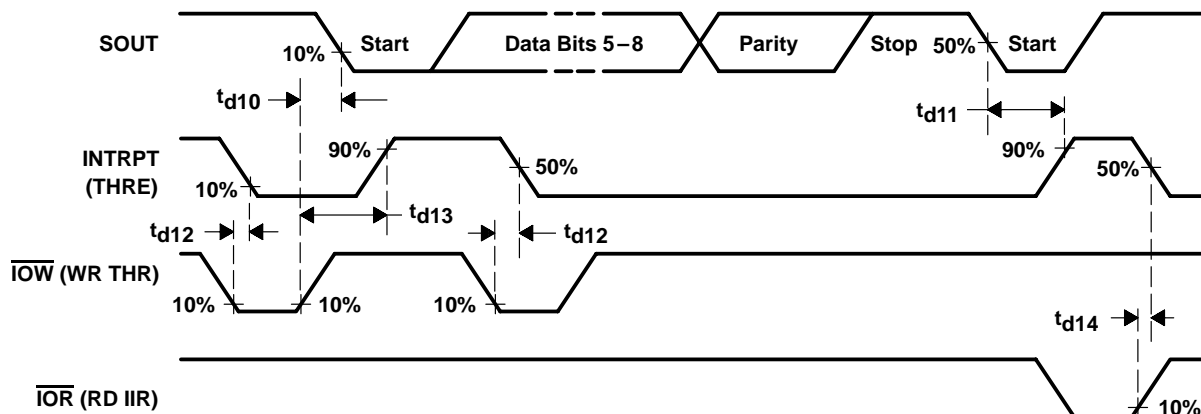 SOUT
10%
Start
Data Bits 5–8
Parity
Stop
50%
Start
td10
td11
INTRPT
(THRE)
10%
90%
50%
90%
50%
td12
td13
td12
IOW (WR THR)
10%
10%
10%
td14
IOR (RD IIR)
10%